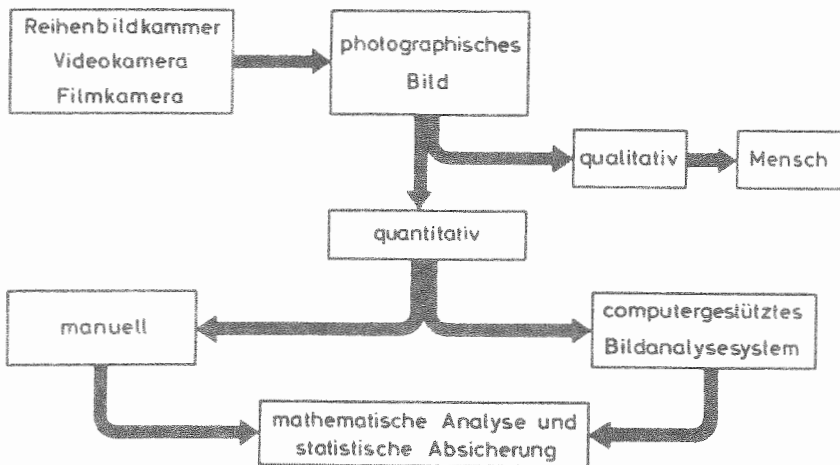 Reihenbildkammer
Videokamera
Filmkamera
photographisches
Bild
qualitativ
Mensch
quantitativ
manuell
computergestütztes
Bildanalysesystem
mathematische Analyse und
statistische Absicherung